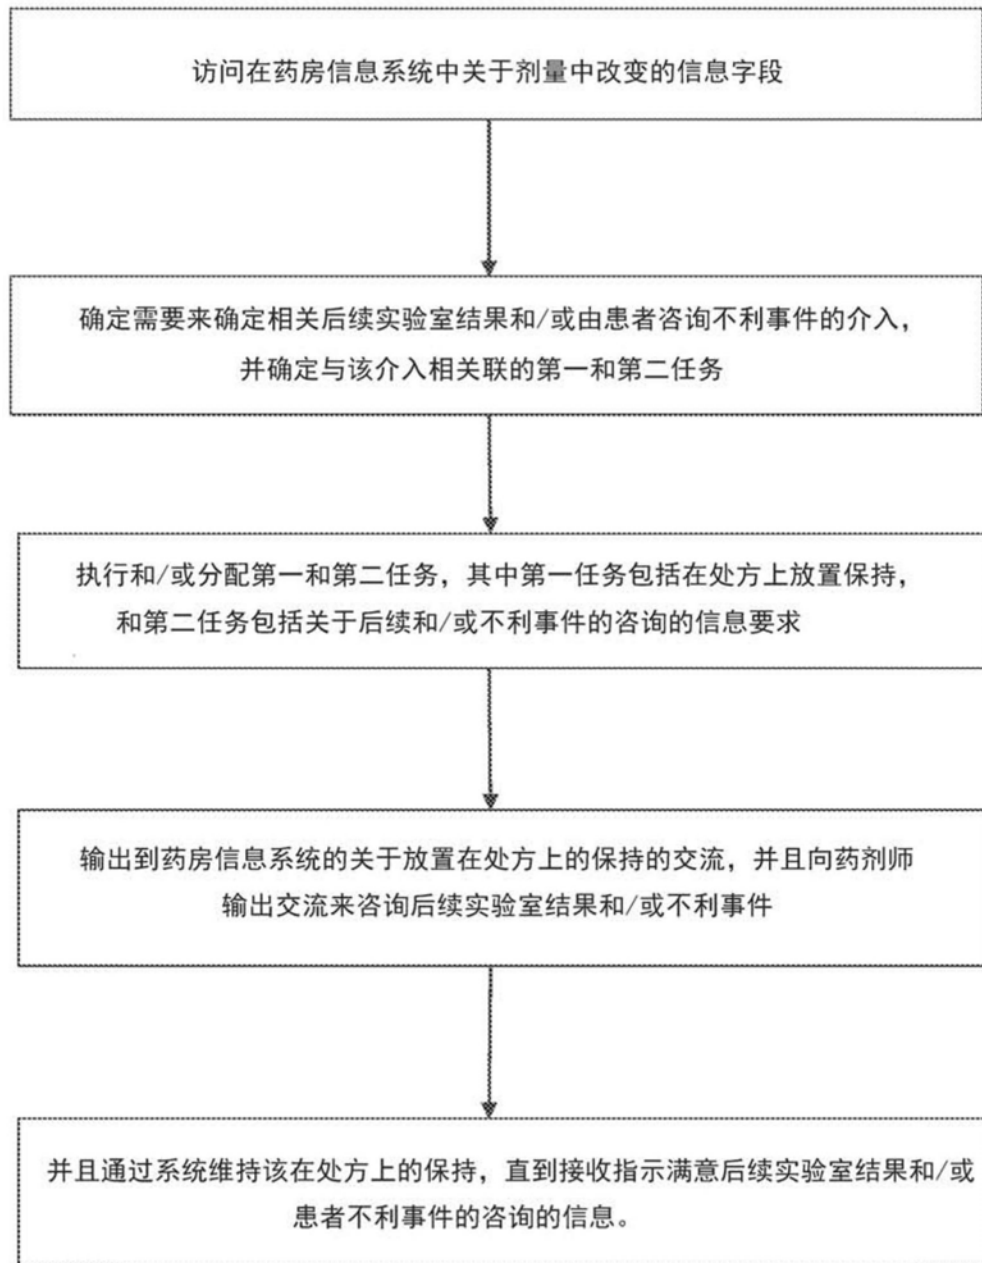 访问在药房信息系统中关于剂量中改变的信息字段
确定需要来确定相关后续实验室结果和/或由患者咨询不利事件的介入，
并确定与该介入相关联的第一和第二任务
执行和/或分配第一和第二任务，其中第一任务包括在处方上放置保持，
和第二任务包括关于后续和/或不利事件的咨询的信息要求
输出到药房信息系统的关于放置在处方上的保持的交流，并且向药剂师
输出交流来咨询后续实验室结果和/或不利事件
并且通过系统维持该在处方上的保持，直到接收指示满意后续实验室结果和/或
患者不利事件的咨询的信息。